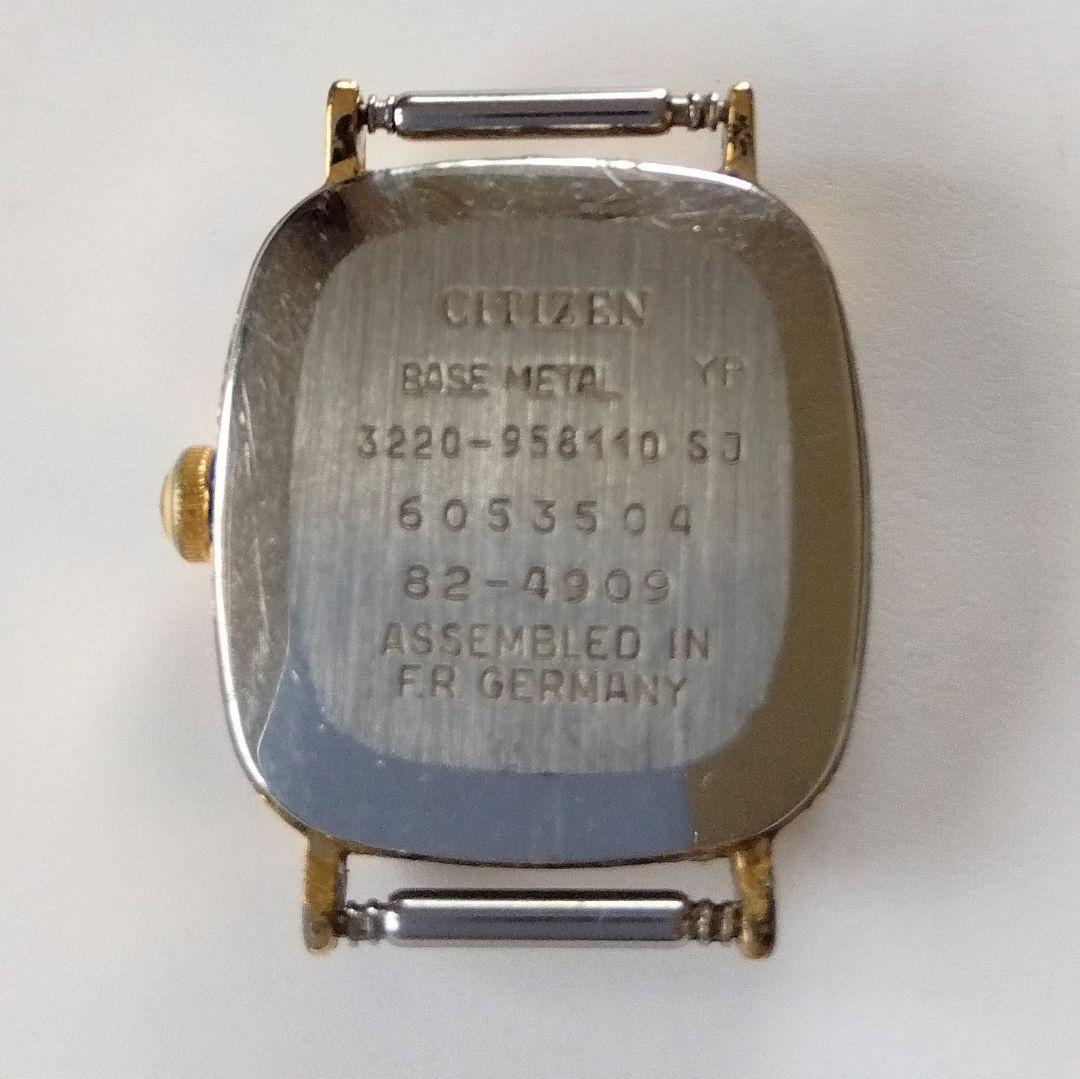 CITIZEN
BASE METAL YP
3220-958110 SJ
6053504
82-4909
ASSEMBLED IN
F.R. GERMANY